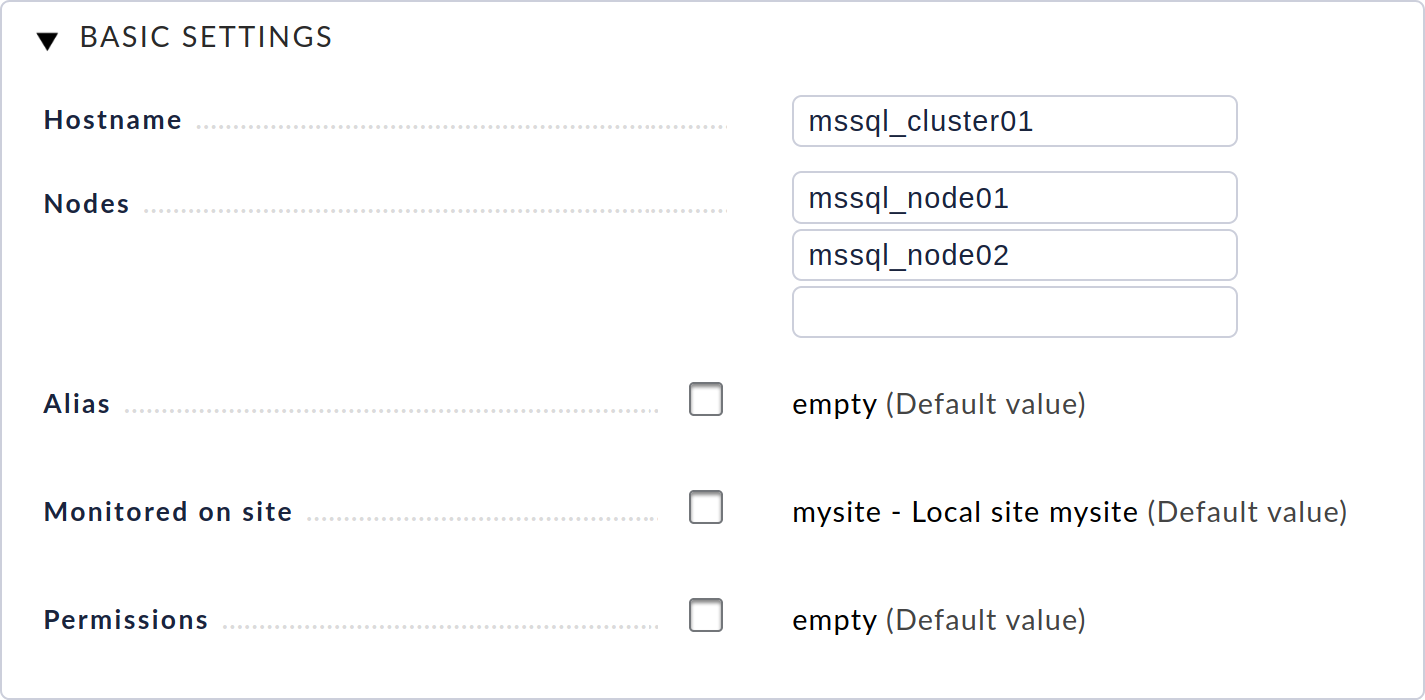 BASIC SETTINGS
Hostname mssql_cluster01
Nodes mssql_node01
mssql_node02
Alias empty (Default value)
Monitored on site mysite - Local site mysite (Default value)
Permissions empty (Default value)